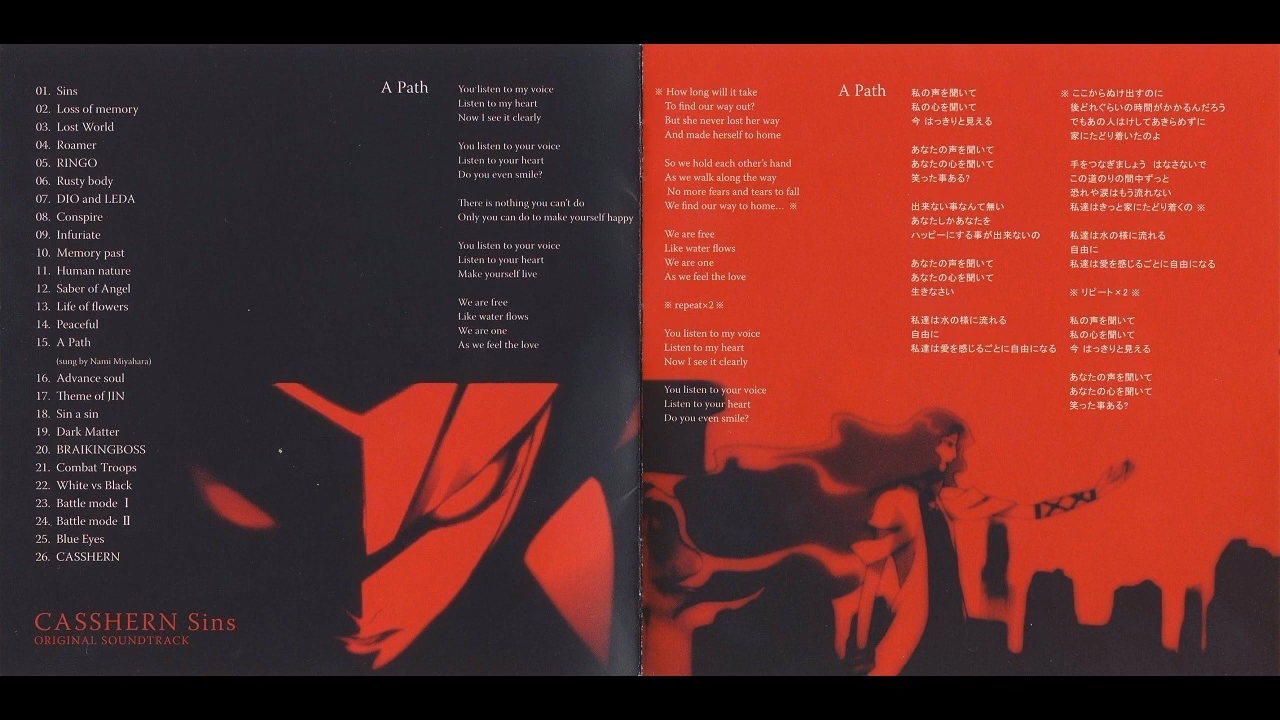 01. Sins
02. Loss of memory
03. Lost World
04. Roamer
05. RINGO
06. Rusty body
07. DIO and LEDA
08. Conspire
09. Infuriate
10. Memory past
11. Human nature
12. Saber of Angel
13. Life of flowers
14. Peaceful
15. A Path
(sung by Nami Miyahara)
16. Advance soul
17. Theme of JIN
18. Sin a sin
19. Dark Matter
20. BRAIKINGBOSS
21. Combat Troops
22. White vs Black
23. Battle mode Ⅰ
24. Battle mode Ⅱ
25. Blue Eyes
26. CASSHERN
CASSHERN Sins
ORIGINAL SOUNDTRACK
A Path
You listen to my voice
Listen to my heart
Now I see it clearly
You listen to your voice
Listen to your heart
Do you even smile?
There is nothing you can't do
Only you can do to make yourself happy
You listen to your voice
Listen to your heart
Make yourself live
We are free
Like water flows
We are one
As we feel the love
※ How long will it take
To find our way out?
But she never lost her way
And made herself to home
So we hold each other's hand
As we walk along the way
No more fears and tears to fall
We find our way to home... ※
We are free
Like water flows
We are one
As we feel the love
※ repeat×2 ※
You listen to my voice
Listen to my heart
Now I see it clearly
You listen to your voice
Listen to your heart
Do you even smile?
A Path
私の声を聞いて
私の心を聞いて
今 はっきりと見える
あなたの声を聞いて
あなたの心を聞いて
笑った事ある?
出来ない事なんて無い
あなたしかあなたを
ハッピーにする事が出来ないの
あなたの声を聞いて
あなたの心を聞いて
生きなさい
私達は水の様に流れる
自由に
私達は愛を感じるごとに自由になる
※ ここからぬけ出すのに
後どれぐらいの時間がかかるんだろう
でもあの人はけしてあきらめずに
家にたどり着いたのよ
手をつなぎましょう はなさないで
この道のりの間中ずっと
恐れや涙はもう流れない
私達はきっと家にたどり着くの ※
私達は水の様に流れる
自由に
私達は愛を感じるごとに自由になる
※ リピート×2 ※
私の声を聞いて
私の心を聞いて
今 はっきりと見える
あなたの声を聞いて
あなたの心を聞いて
笑った事ある?